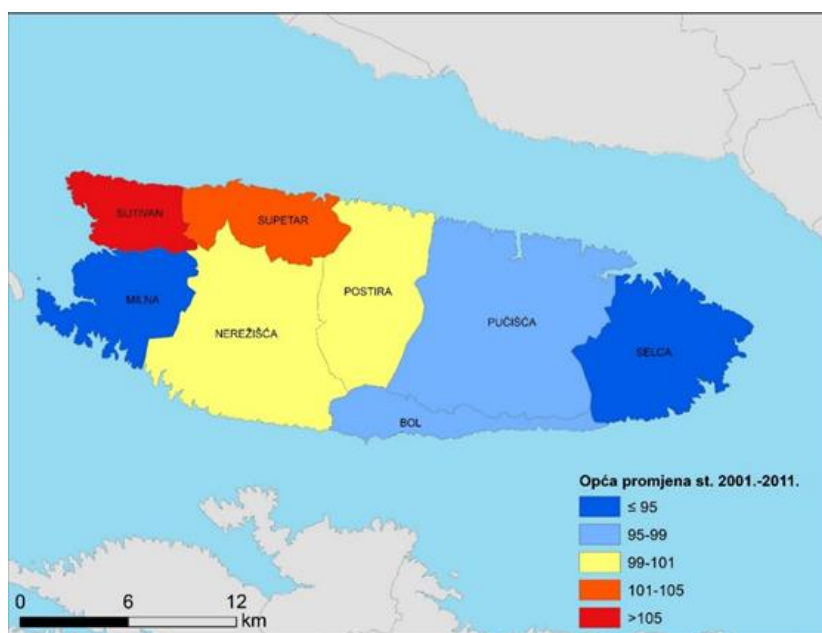 SUTIVAN
SUPETAR
MILNA
NEREŽIŠĆA
POSTIRA
PUČIŠĆA
SELCA
BOL
Opća promjena st. 2001.-2011.
≤ 95
95-99
99-101
101-105
>105
0 6 12
km